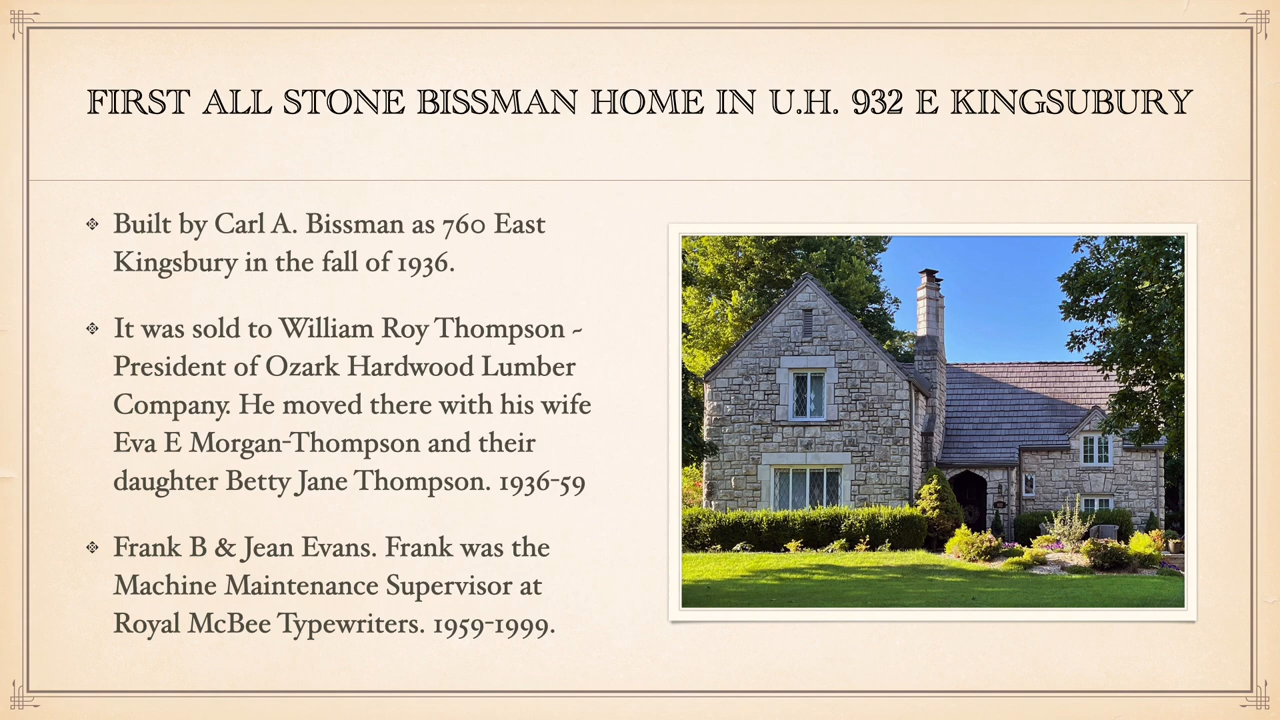 FIRST ALL STONE BISSMAN HOME IN U.H. 932 E KINGSUBURY
Built by Carl A. Bissman as 760 East
Kingsbury in the fall of 1936.
It was sold to William Roy Thompson -
President of Ozark Hardwood Lumber
Company. He moved there with his wife
Eva E Morgan-Thompson and their
daughter Betty Jane Thompson. 1936-59
Frank B & Jean Evans. Frank was the
Machine Maintenance Supervisor at
Royal McBee Typewriters. 1959-1999.